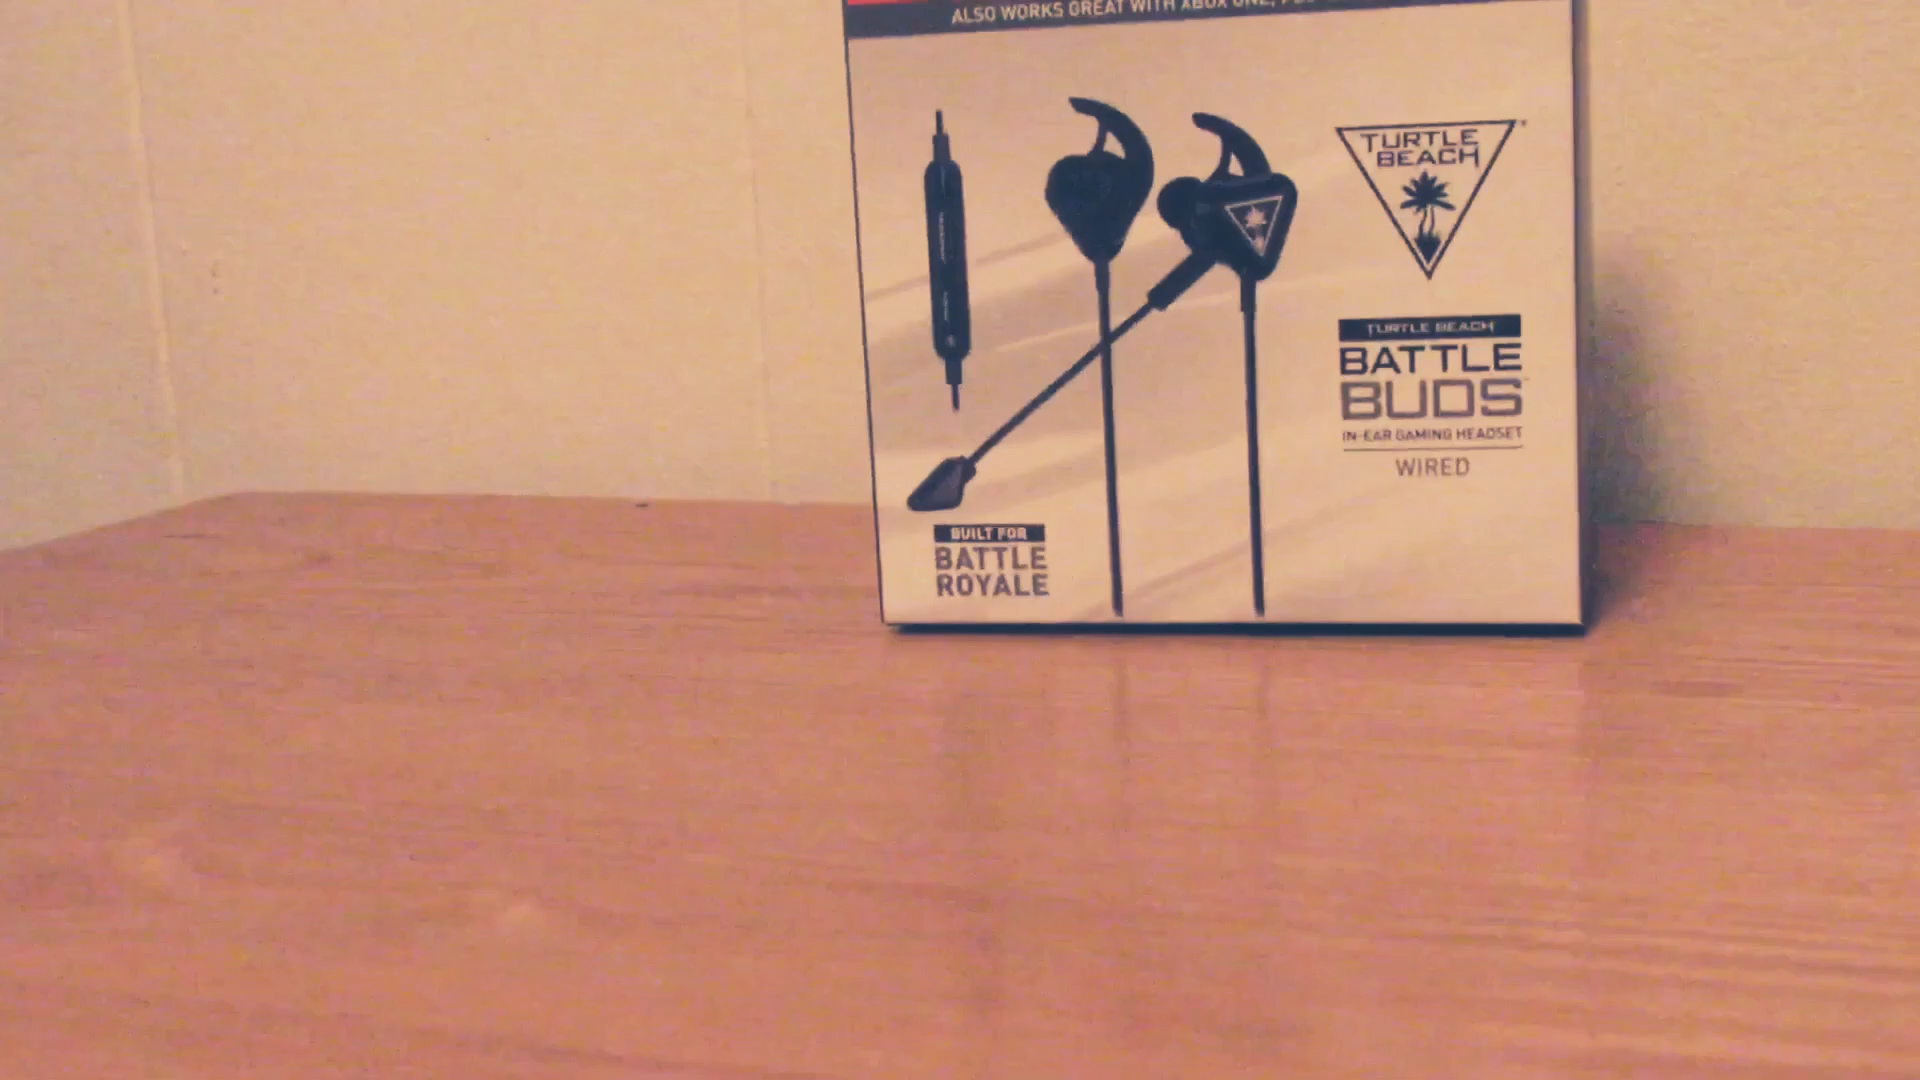 ALSO WORKS GREAT WITH XBOX ONE,
TURTLE
BEACH
TURTLE BEACH
BATTLE
BUDS
IN-EAR GAMING HEADSET
WIRED
BUILT FOR
BATTLE
ROYALE